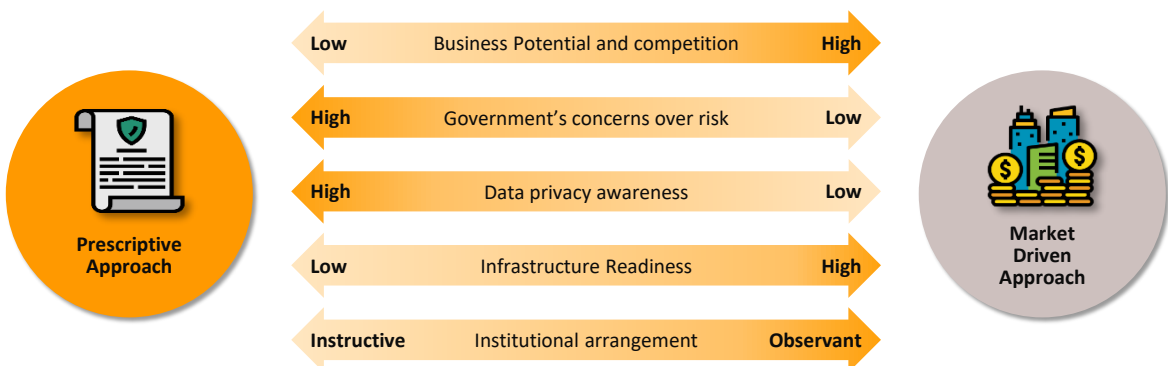 Low Business Potential and competition High
High Government’s concerns over risk Low
High Data privacy awareness Low
Low Infrastructure Readiness High
Instructive Institutional arrangement Observant
Prescriptive
Approach
Market
Driven
Approach
$
$